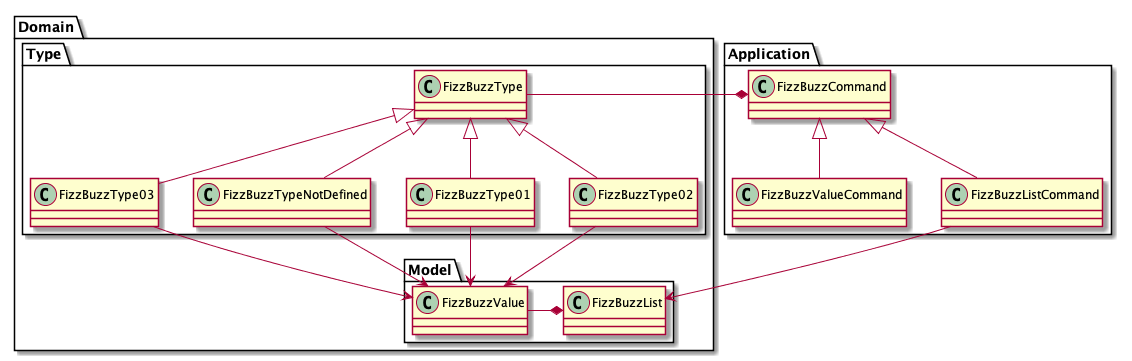 Domain
Type
Application
C FizzBuzzType
C FizzBuzzCommand
C FizzBuzzType03
C FizzBuzzTypeNotDefined
C FizzBuzzType01
C FizzBuzzType02
C FizzBuzzValueCommand
C FizzBuzzListCommand
Model
C FizzBuzzValue
C FizzBuzzList